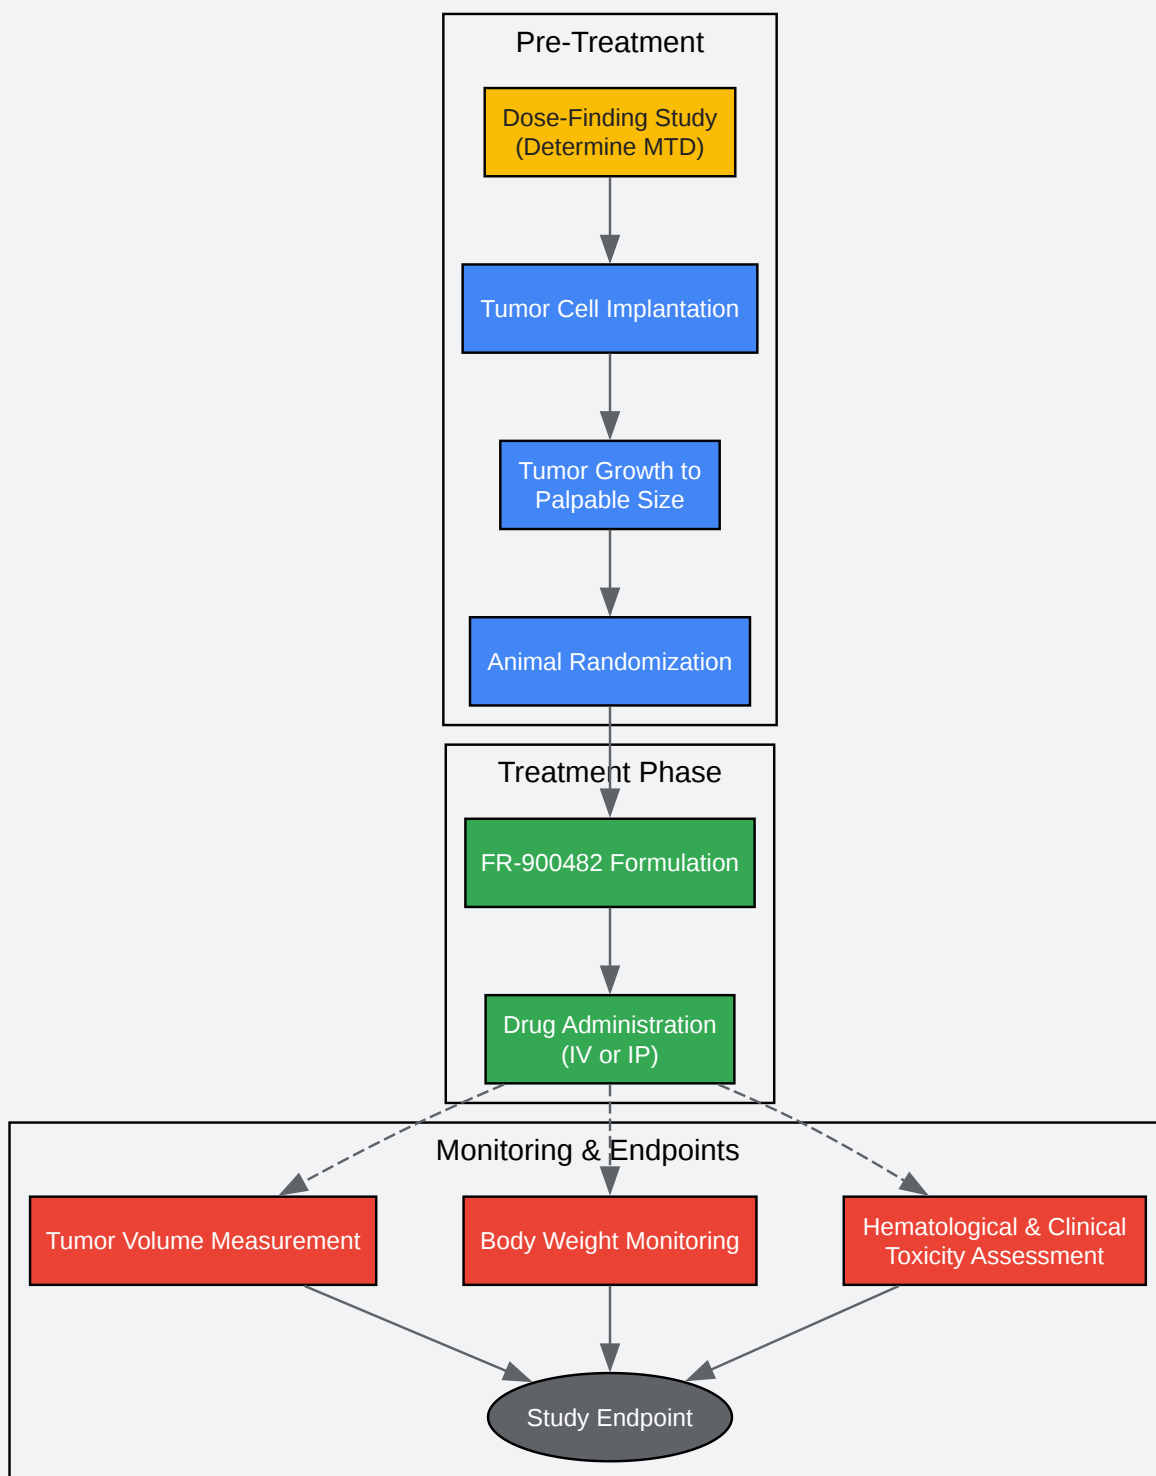 Pre-Treatment
Dose-Finding Study
(Determine MTD)
Tumor Cell Implantation
Tumor Growth to
Palpable Size
Animal Randomization
Treatment Phase
FR-900482 Formulation
Drug Administration
(IV or IP)
Monitoring & Endpoints
Tumor Volume Measurement
Body Weight Monitoring
Hematological & Clinical
Toxicity Assessment
Study Endpoint